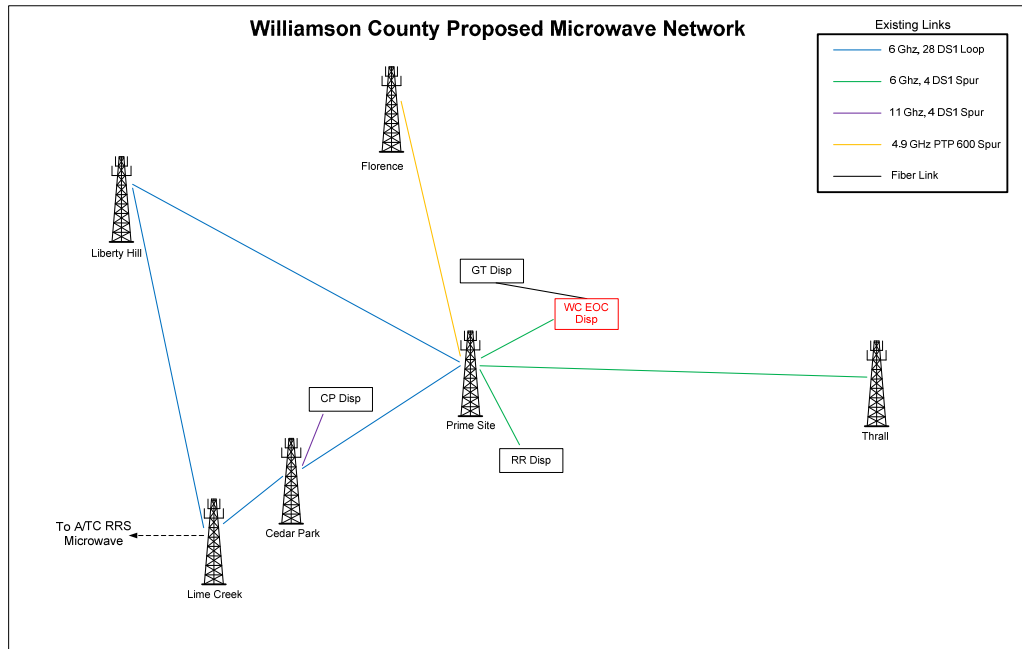 Williamson County Proposed Microwave Network
Existing Links
6 Ghz, 28 DS1 Loop
6 Ghz, 4 DS1 Spur
11 Ghz, 4 DS1 Spur
4.9 GHz PTP 600 Spur
Fiber Link
Florence
Liberty Hill
GT Disp
WC EOC
Disp
CP Disp
Prime Site
Thrall
RR Disp
To A/TC RRS
Microwave
Cedar Park
Lime Creek